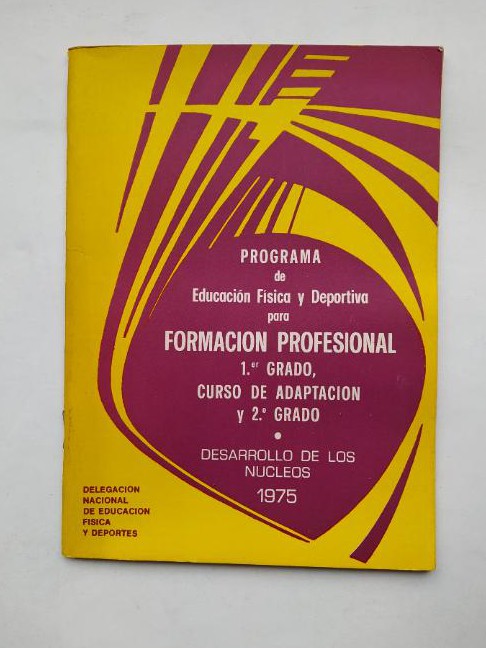 PROGRAMA
de
Educación Fisica y Deportiva
para
FORMACION PROFESIONAL
1.er GRADO,
CURSO DE ADAPTACION
y 2.º GRADO
•
DESARROLLO DE LOS
NUCLEOS
1975
DELEGACION
NACIONAL
DE EDUCACION
FISICA
Y DEPORTES